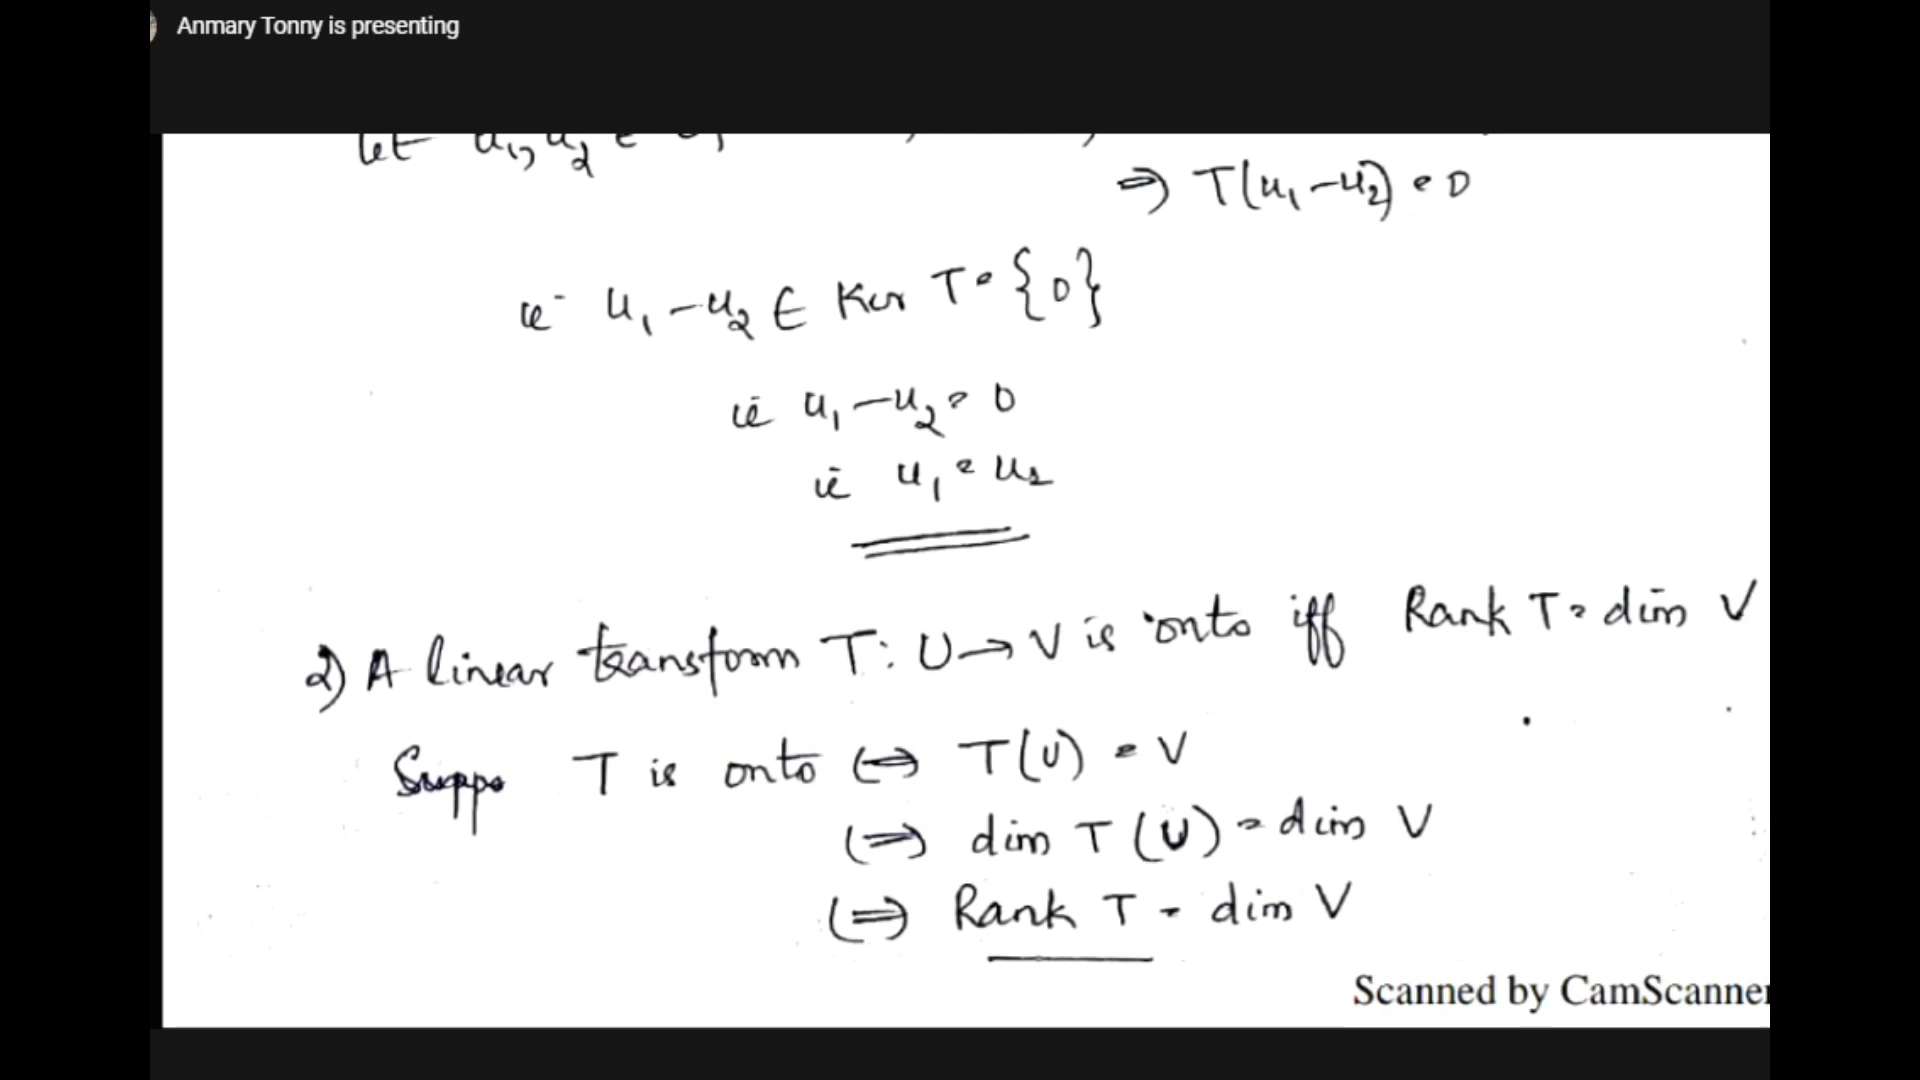 Anmary Tonny is presenting
let u₁, u₂ ∈
⇒ T(u₁ - u₂) = 0
ie u₁ - u₂ ∈ Ker T = {0}
ie u₁ - u₂ = 0
ie u₁ = u₂
2) A linear transform T: U → V is onto iff Rank T = dim V
Suppo T is onto ⇔ T(U) = V
⇔ dim T(U) = dim V
⇔ Rank T = dim V
Scanned by CamScanner